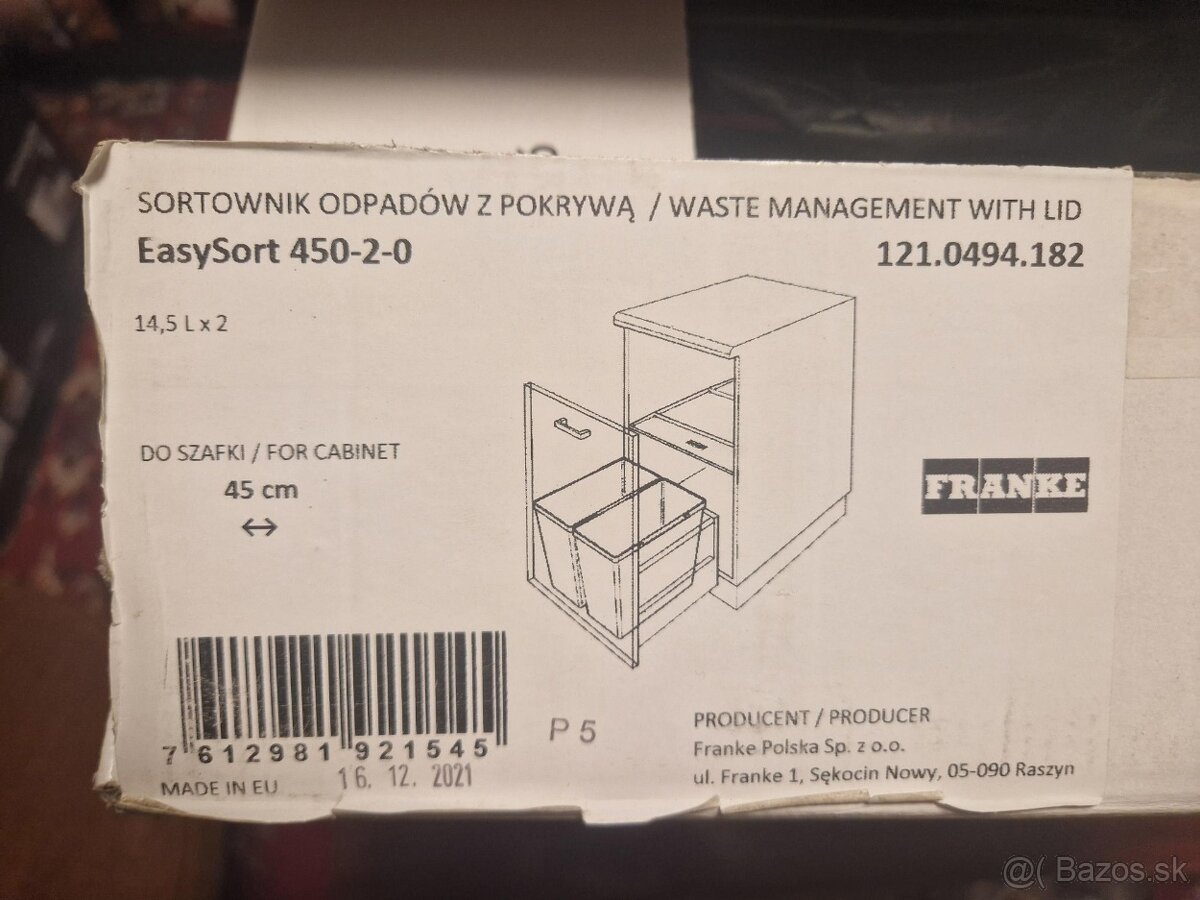 SORTOWNIK ODPADÓW Z POKRYWĄ / WASTE MANAGEMENT WITH LID
EasySort 450-2-0
121.0494.182
14,5 L x 2
DO SZAFKI / FOR CABINET
45 cm
FRANKE
7 612981 921545
P 5
MADE IN EU
16. 12. 2021
PRODUCENT / PRODUCER
Franke Polska Sp. z o.o.
ul. Franke 1, Sękocin Nowy, 05-090 Raszyn
@( Bazos.sk